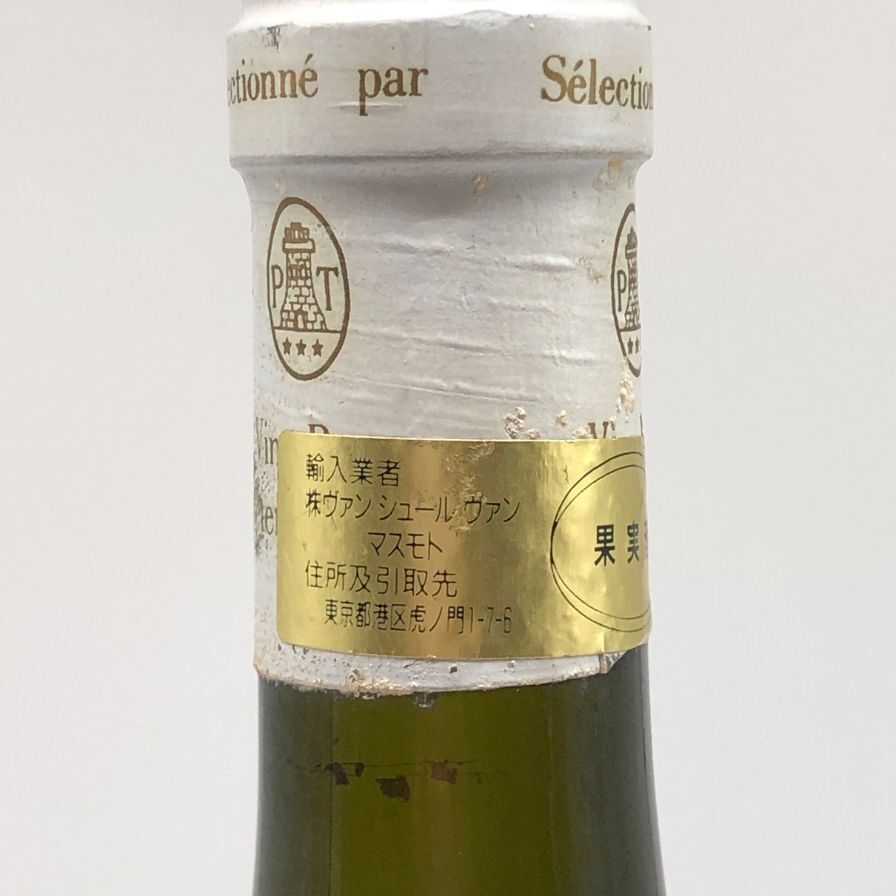 ectionné par Sélection
P T
P
Vin
輸入業者
株ヴァン シュール ヴァン
マスモト
住所及引取先
東京都港区虎ノ門1-7-6
果実